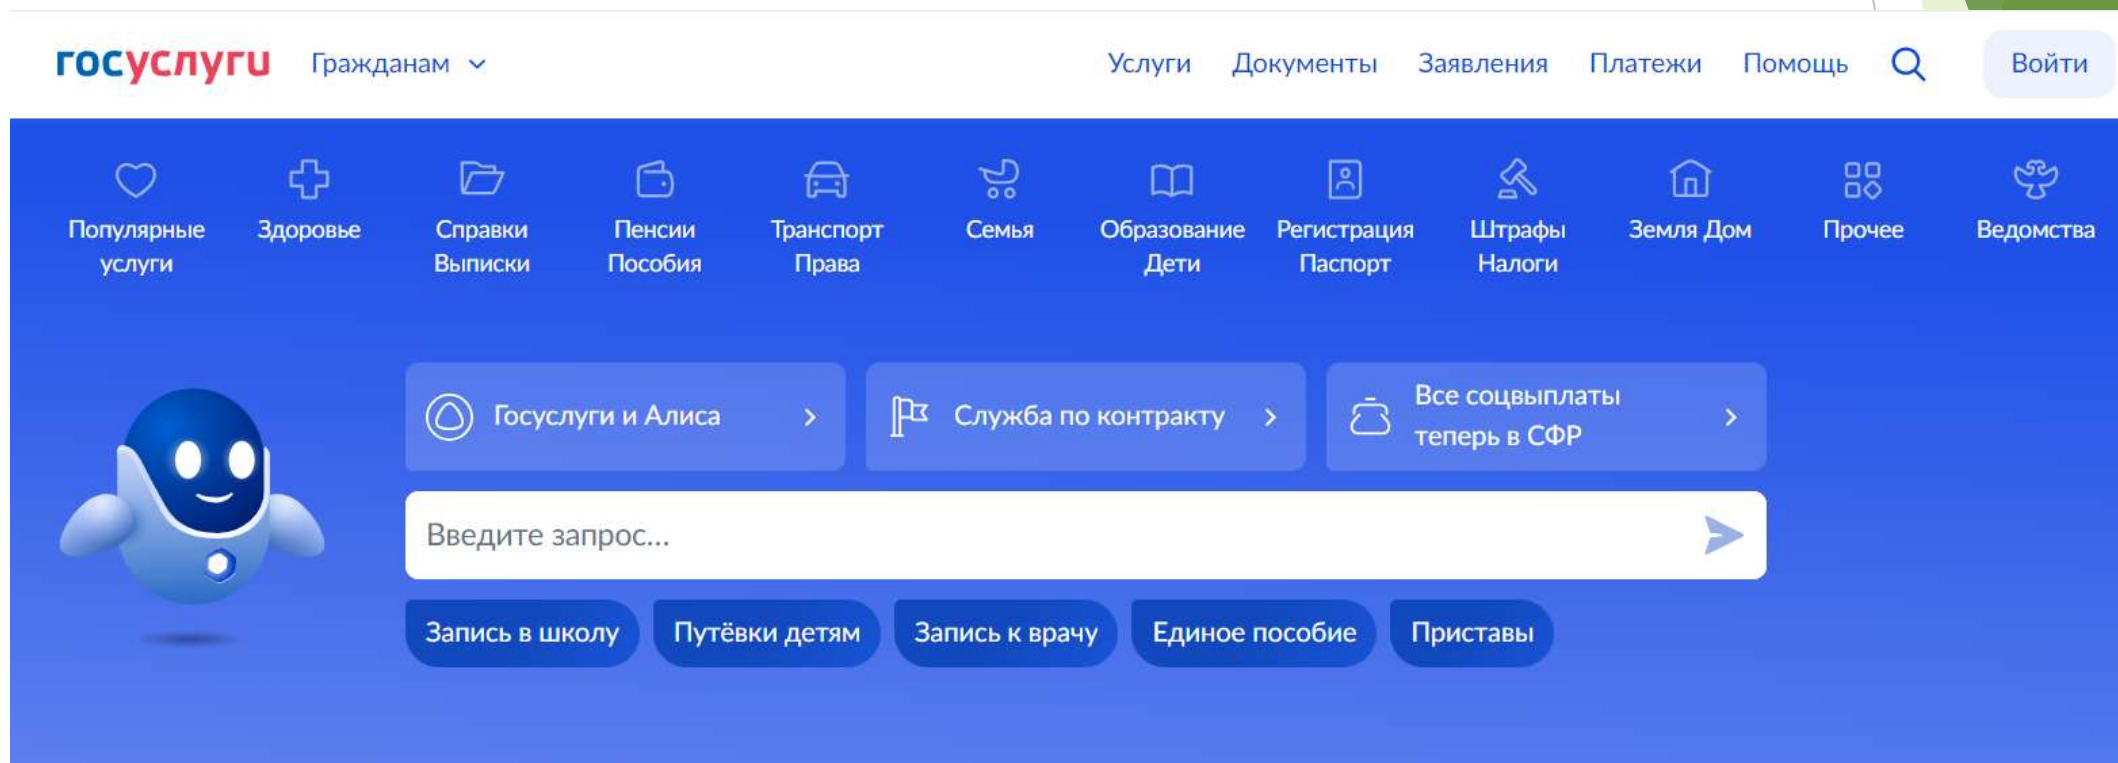 госуслуги Гражданам Услуги Документы Заявления Платежи Помощь Войти
Популярные услуги
Здоровье
Справки Выписки
Пенсии Пособия
Транспорт Права
Семья
Образование Дети
Регистрация Паспорт
Штрафы Налоги
Земля Дом
Прочее
Ведомства
Госуслуги и Алиса
Служба по контракту
Все соцвыплаты
теперь в СФР
Введите запрос...
Запись в школу
Путёвки детям
Запись к врачу
Единое пособие
Приставы